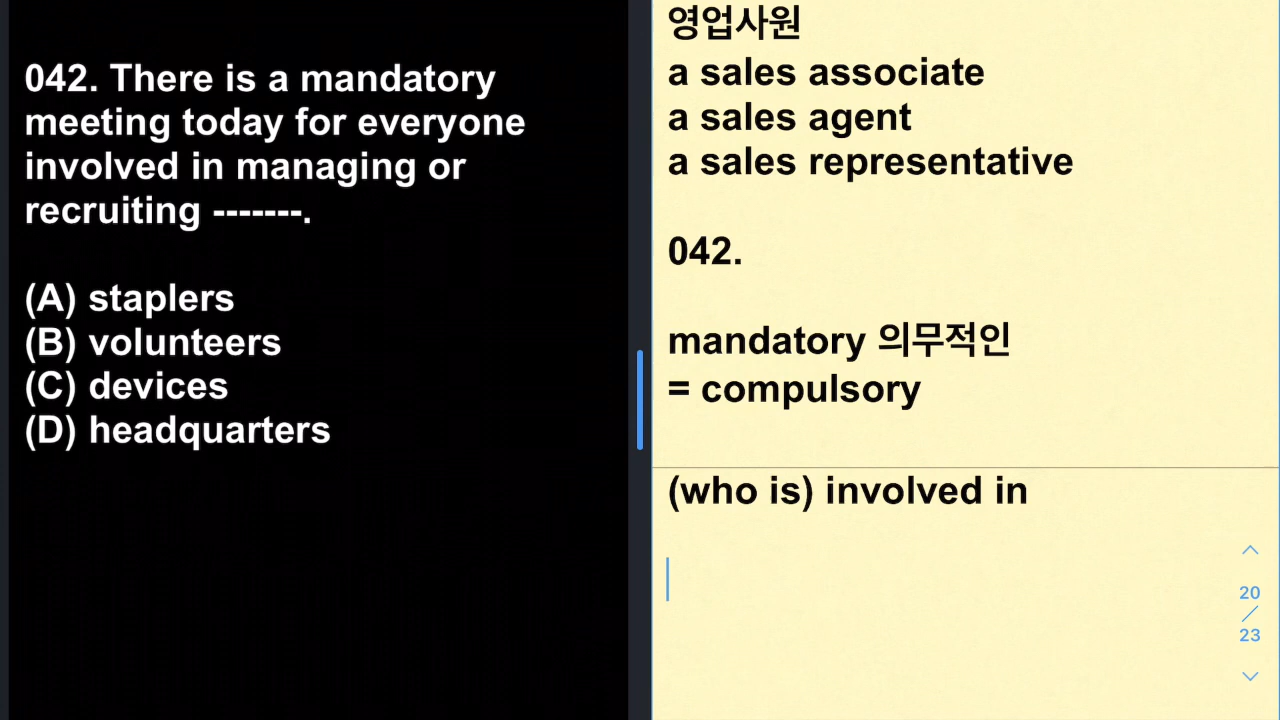 042. There is a mandatory
meeting today for everyone
involved in managing or
recruiting -------.
(A) staplers
(B) volunteers
(C) devices
(D) headquarters
영업사원
a sales associate
a sales agent
a sales representative
042.
mandatory 의무적인
= compulsory
(who is) involved in
20
/
23